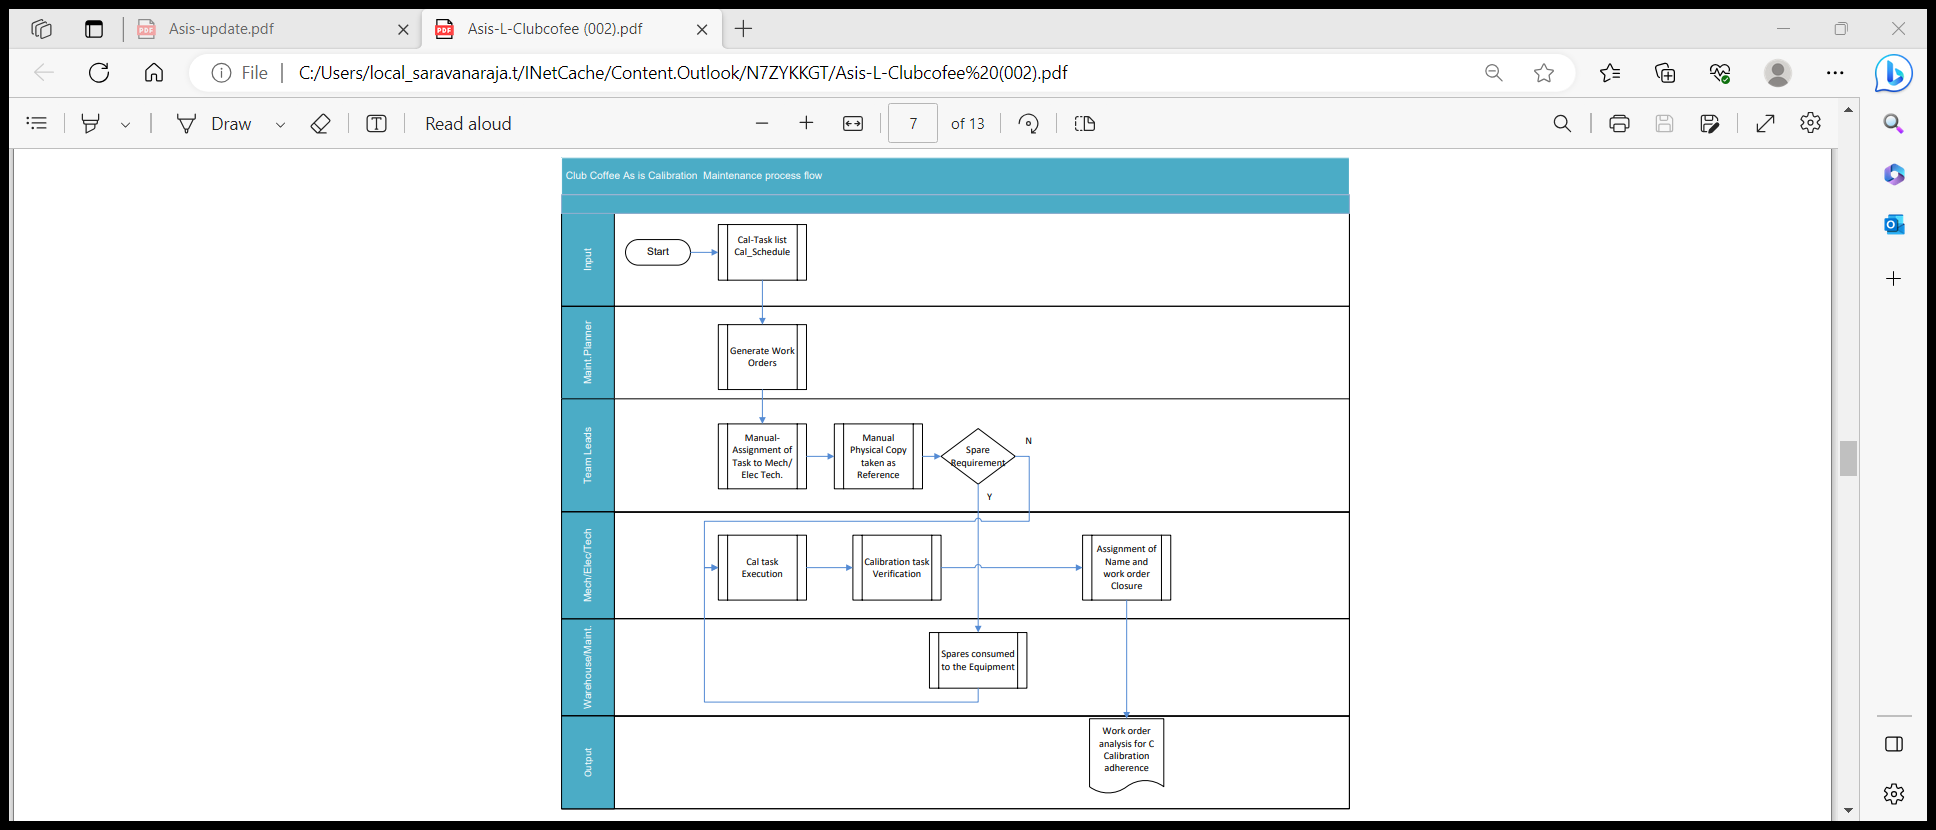 Asis-update.pdf
Asis-L-Clubcofee (002).pdf
File
C:/Users/local_saravanaraja.t/INetCache/Content.Outlook/N7ZYKKGT/Asis-L-Clubcofee%20(002).pdf
Draw
Read aloud
7
of 13
Club Coffee As is Calibration Maintenance process flow
Input
Start
Cal-Task list
Cal_Schedule
Maint.Planner
Generate Work
Orders
Team Leads
Manual-
Assignment of
Task to Mech/
Elec Tech.
Manual
Physical Copy
taken as
Reference
Spare
Requirement
N
Y
Mech/Elec/Tech
Cal task
Execution
Calibration task
Verification
Assignment of
Name and
work order
Closure
Warehouse/Maint.
Spares consumed
to the Equipment
Output
Work order
analysis for C
Calibration
adherence